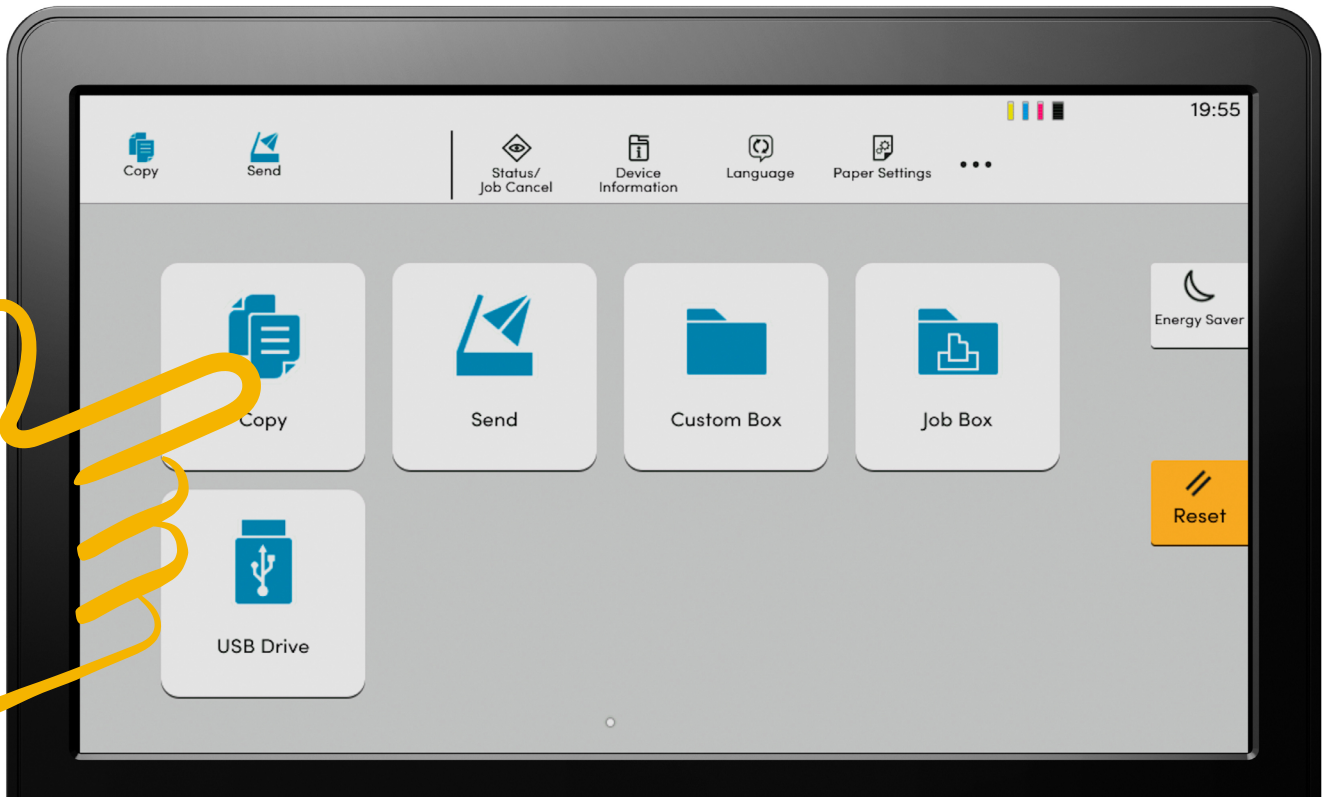 19:55
Copy
Send
Status/
Job Cancel
Device
Information
Language
Paper Settings
Energy Saver
Copy
Send
Custom Box
Job Box
Reset
USB Drive